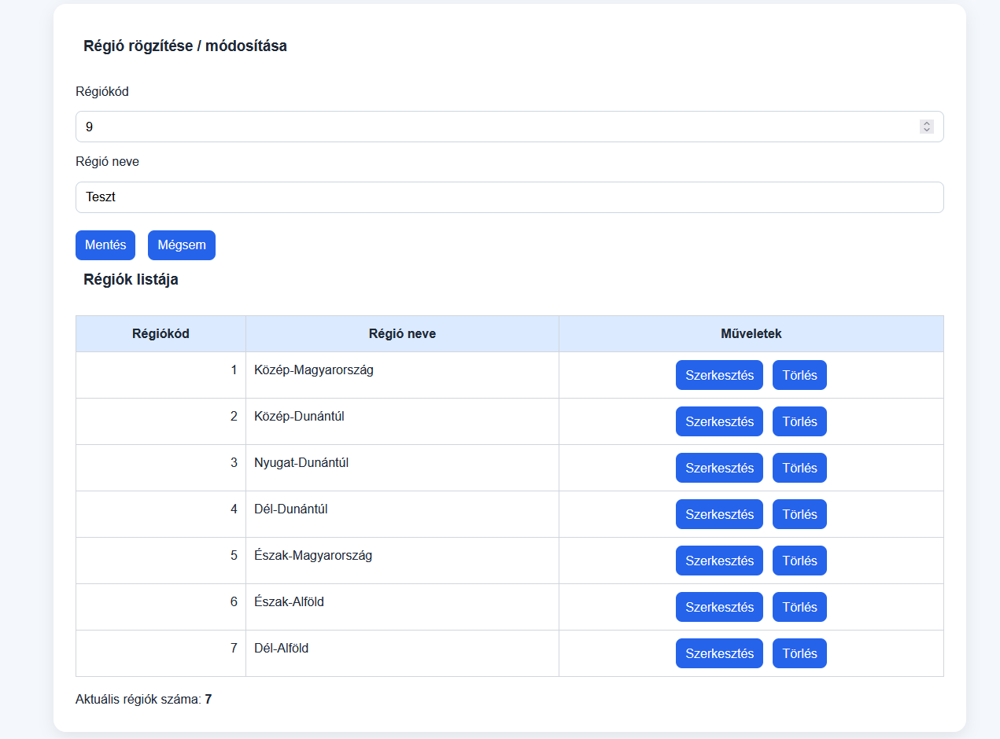 Régió rögzítése / módosítása
Régiókód
9
Régió neve
Teszt
Mentés Mégsem
Régiók listája
Régiókód Régió neve Műveletek
1 Közép-Magyarország Szerkesztés Törlés
2 Közép-Dunántúl Szerkesztés Törlés
3 Nyugat-Dunántúl Szerkesztés Törlés
4 Dél-Dunántúl Szerkesztés Törlés
5 Észak-Magyarország Szerkesztés Törlés
6 Észak-Alföld Szerkesztés Törlés
7 Dél-Alföld Szerkesztés Törlés
Aktuális régiók száma: 7